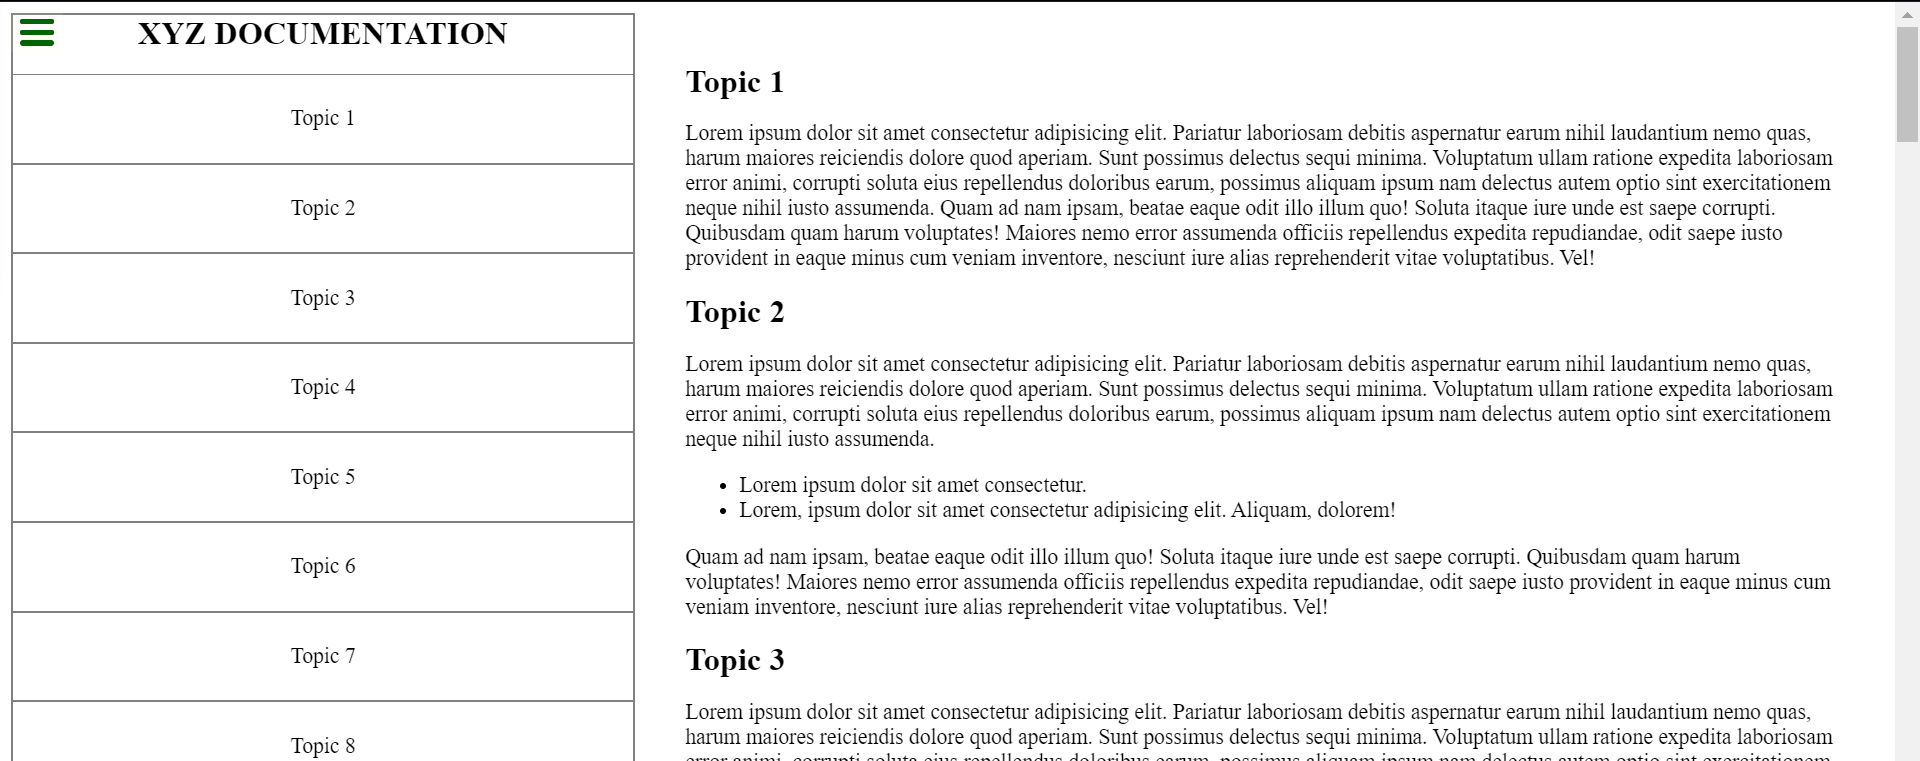 XYZ DOCUMENTATION
Topic 1
Topic 2
Topic 3
Topic 4
Topic 5
Topic 6
Topic 7
Topic 8
Topic 1
Lorem ipsum dolor sit amet consectetur adipisicing elit. Pariatur laboriosam debitis aspernatur earum nihil laudantium nemo quas,
harum maiores reiciendis dolore quod aperiam. Sunt possimus delectus sequi minima. Voluptatum ullam ratione expedita laboriosam
error animi, corrupti soluta eius repellendus doloribus earum, possimus aliquam ipsum nam delectus autem optio sint exercitationem
neque nihil iusto assumenda. Quam ad nam ipsam, beatae eaque odit illo illum quo! Soluta itaque iure unde est saepe corrupti.
Quibusdam quam harum voluptates! Maiores nemo error assumenda officiis repellendus expedita repudiandae, odit saepe iusto
provident in eaque minus cum veniam inventore, nesciunt iure alias reprehenderit vitae voluptatibus. Vel!
Topic 2
Lorem ipsum dolor sit amet consectetur adipisicing elit. Pariatur laboriosam debitis aspernatur earum nihil laudantium nemo quas,
harum maiores reiciendis dolore quod aperiam. Sunt possimus delectus sequi minima. Voluptatum ullam ratione expedita laboriosam
error animi, corrupti soluta eius repellendus doloribus earum, possimus aliquam ipsum nam delectus autem optio sint exercitationem
neque nihil iusto assumenda.
• Lorem ipsum dolor sit amet consectetur.
• Lorem, ipsum dolor sit amet consectetur adipisicing elit. Aliquam, dolorem!
Quam ad nam ipsam, beatae eaque odit illo illum quo! Soluta itaque iure unde est saepe corrupti. Quibusdam quam harum
voluptates! Maiores nemo error assumenda officiis repellendus expedita repudiandae, odit saepe iusto provident in eaque minus cum
veniam inventore, nesciunt iure alias reprehenderit vitae voluptatibus. Vel!
Topic 3
Lorem ipsum dolor sit amet consectetur adipisicing elit. Pariatur laboriosam debitis aspernatur earum nihil laudantium nemo quas,
harum maiores reiciendis dolore quod aperiam. Sunt possimus delectus sequi minima. Voluptatum ullam ratione expedita laboriosam